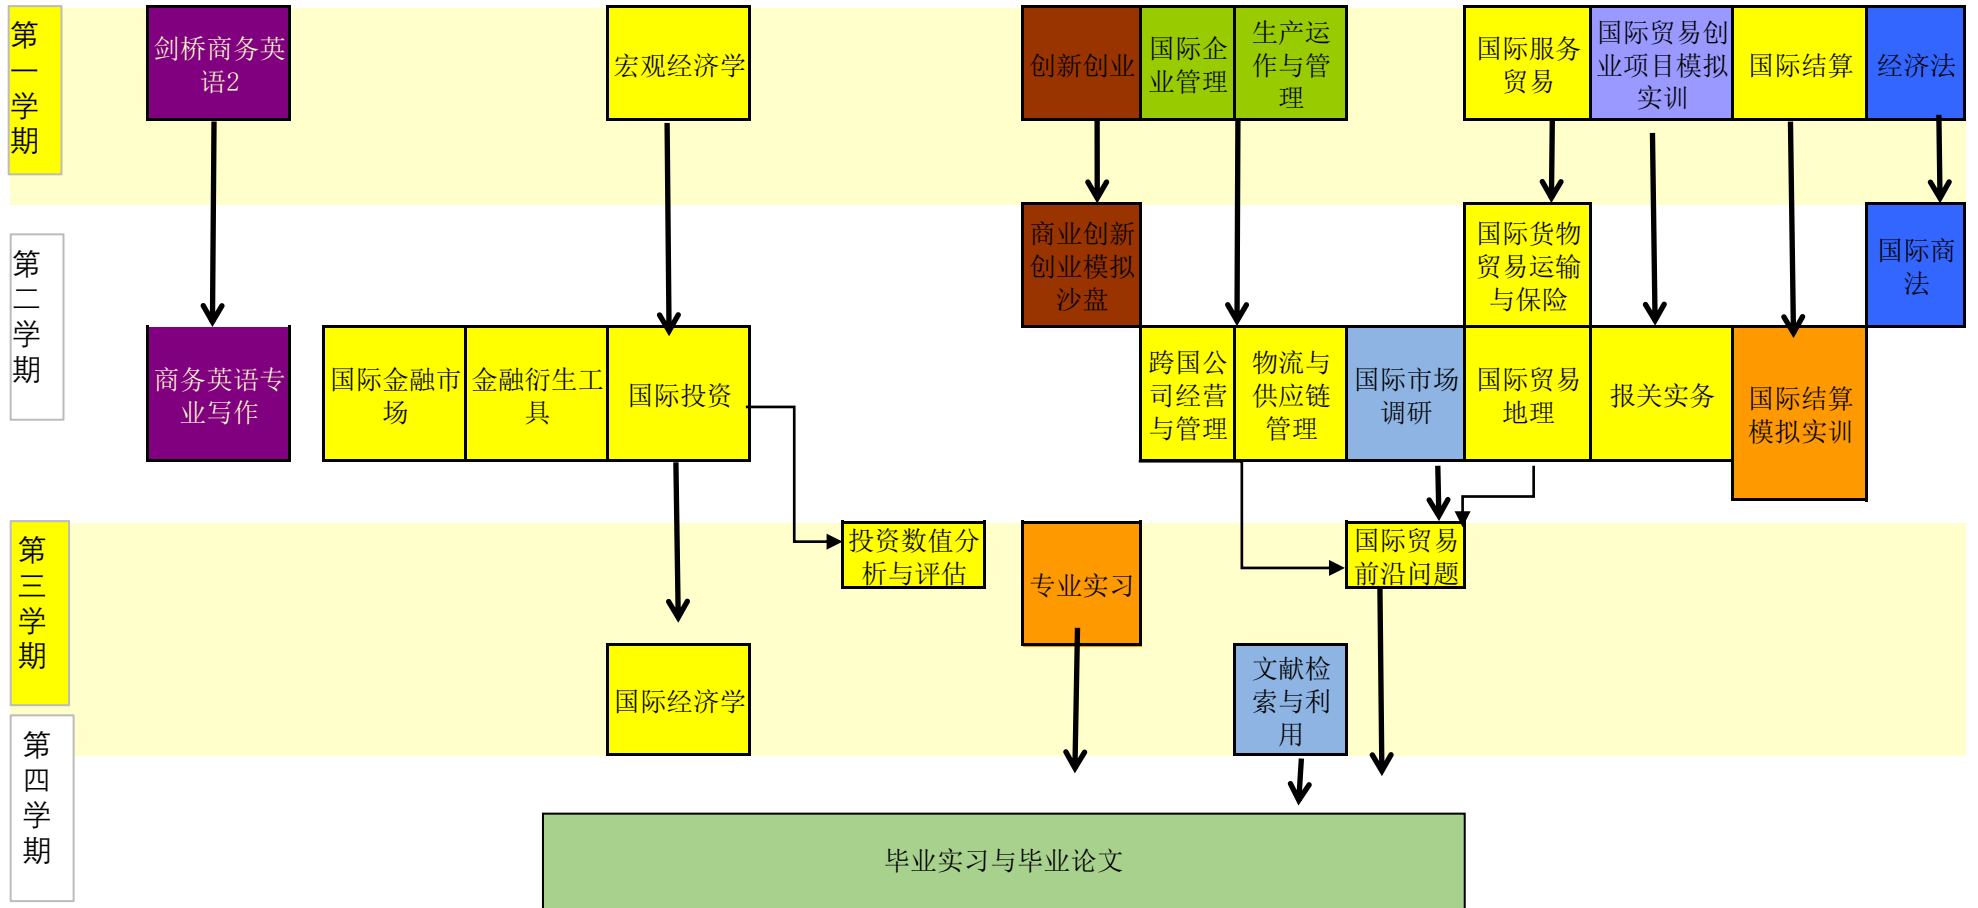 第
一
学
期
剑桥商务英
语2
宏观经济学
创新创业
国际企
业管理
生产运
作与管
理
国际服务
贸易
国际贸易创
业项目模拟
实训
国际结算
经济法
第
二
学
期
商业创新
创业模拟
沙盘
国际货物
贸易运输
与保险
国际商
法
商务英语专
业写作
国际金融市
场
金融衍生工
具
国际投资
跨国公
司经营
与管理
物流与
供应链
管理
国际市场
调研
国际贸易
地理
报关实务
国际结算
模拟实训
第
三
学
期
投资数值分
析与评估
专业实习
国际贸易
前沿问题
国际经济学
文献检
索与利
用
第
四
学
期
毕业实习与毕业论文